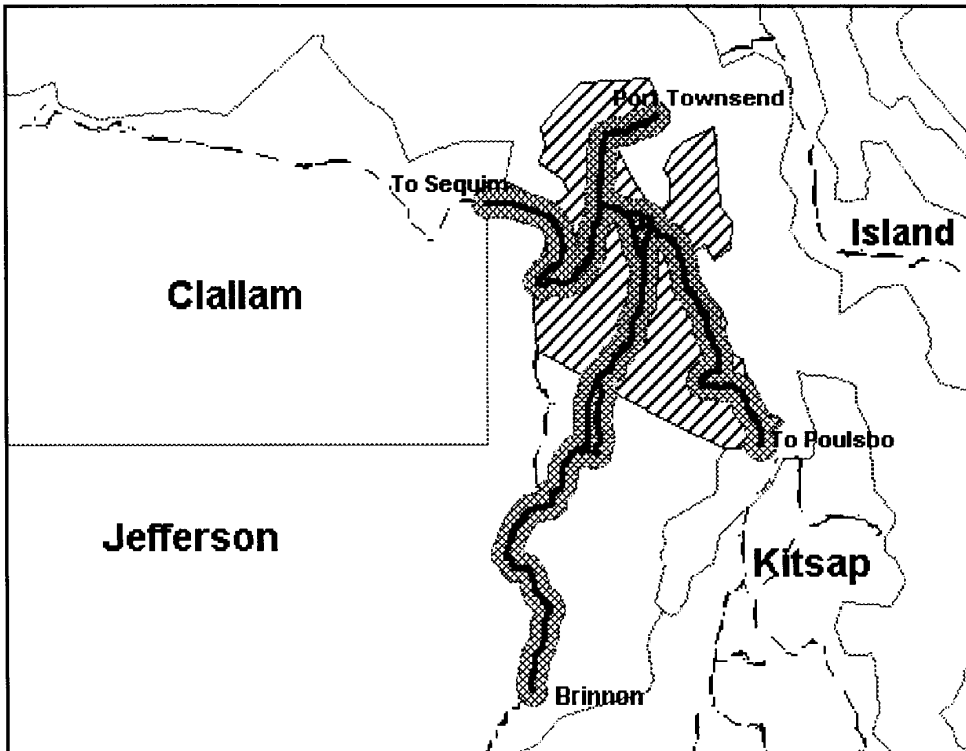 Port Townsend
To Sequim
Island
Clallam
To Poulsbo
Jefferson
Kitsap
Brinnon